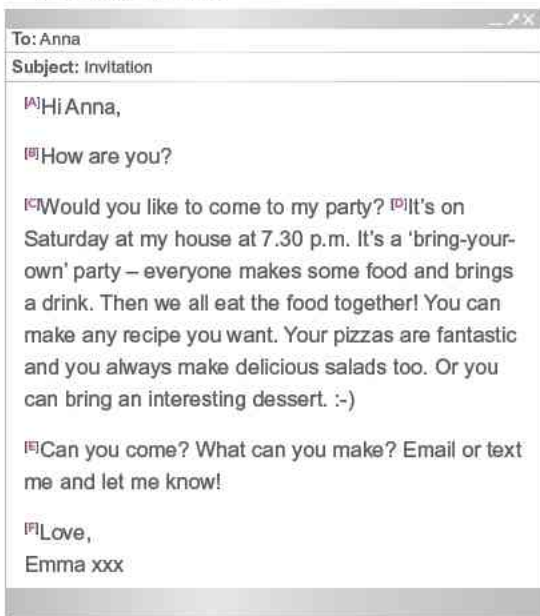 To: Anna
Subject: Invitation
[A]Hi Anna,
[B]How are you?
[C]Would you like to come to my party? [D]It's on
Saturday at my house at 7.30 p.m. It's a 'bring-your-
own' party – everyone makes some food and brings
a drink. Then we all eat the food together! You can
make any recipe you want. Your pizzas are fantastic
and you always make delicious salads too. Or you
can bring an interesting dessert. :-)
[E]Can you come? What can you make? Email or text
me and let me know!
[F]Love,
Emma xxx